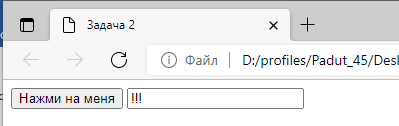 Задача 2
Файл D:/profiles/Padut_45/Desk
Нажми на меня !!!